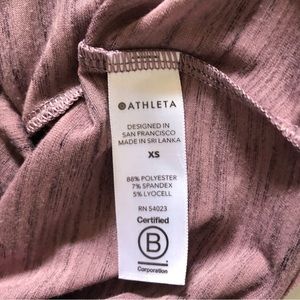 ATHLETA
DESIGNED IN
SAN FRANCISCO
MADE IN SRI LANKA
XS
88% POLYESTER
7% SPANDEX
5% LYOCELL
RN 54023
Certified
B
Corporation